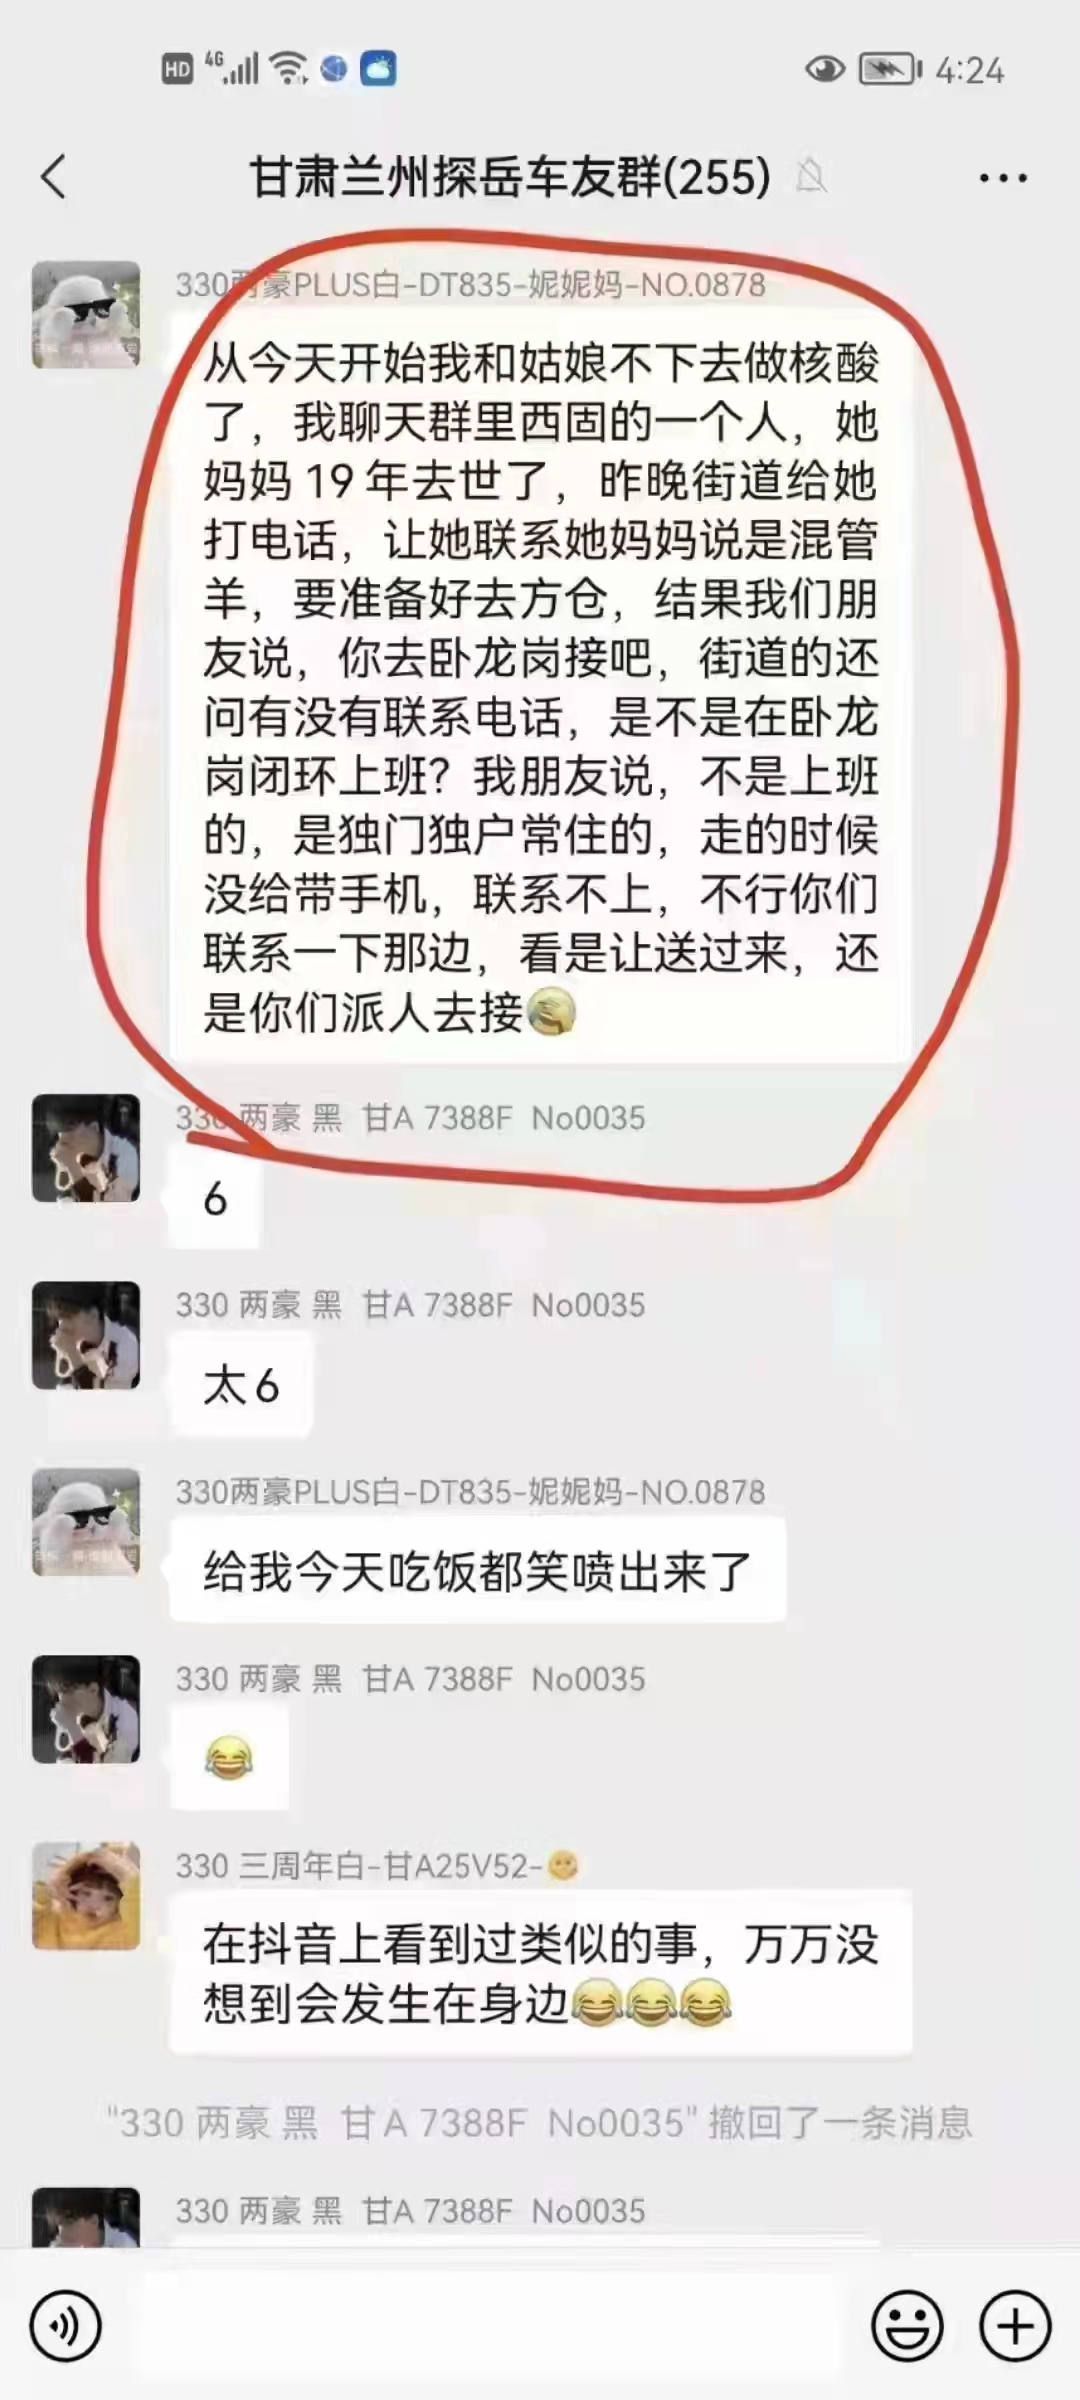 HD 4G 4:24
甘肃兰州探岳车友群(255)
330两豪PLUS白-DT835-妮妮妈-NO.0878
从今天开始我和姑娘不下去做核酸
了，我聊天群里西固的一个人，她
妈妈19年去世了，昨晚街道给她
打电话，让她联系她妈妈说是混管
羊，要准备好去方仓，结果我们朋
友说，你去卧龙岗接吧，街道的还
问有没有联系电话，是不是在卧龙
岗闭环上班？我朋友说，不是上班
的，是独门独户常住的，走的时候
没给带手机，联系不上，不行你们
联系一下那边，看是让送过来，还
是你们派人去接🤦
330 两豪 黑 甘A 7388F No0035
6
330 两豪 黑 甘A 7388F No0035
太6
330两豪PLUS白-DT835-妮妮妈-NO.0878
给我今天吃饭都笑喷出来了
330 两豪 黑 甘A 7388F No0035
😂
330 三周年白-甘A25V52-
在抖音上看到过类似的事，万万没
想到会发生在身边😂😂😂
"330 两豪 黑 甘A 7388F No0035" 撤回了一条消息
330 两豪 黑 甘A 7388F No0035